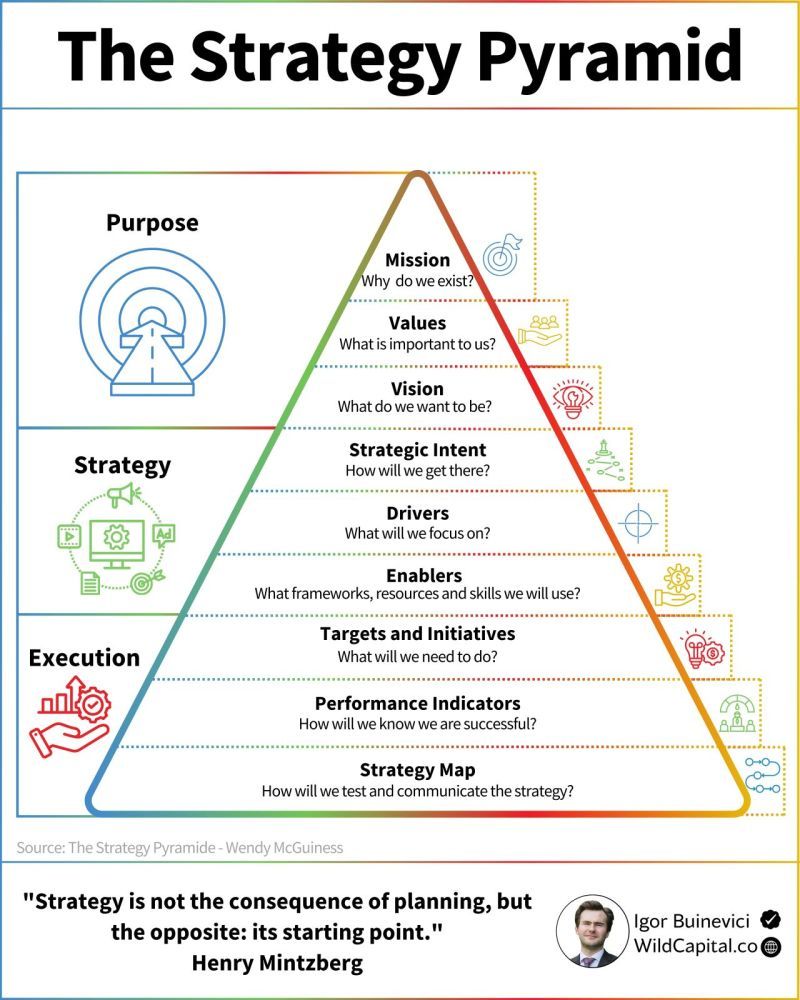 The Strategy Pyramid
Purpose
Mission
Why do we exist?
Values
What is important to us?
Vision
What do we want to be?
Strategy
Ad
Strategic Intent
How will we get there?
Drivers
What will we focus on?
Enablers
What frameworks, resources and skills we will use?
Execution
Targets and Initiatives
What will we need to do?
Performance Indicators
How will we know we are successful?
Strategy Map
How will we test and communicate the strategy?
Source: The Strategy Pyramide - Wendy McGuiness
"Strategy is not the consequence of planning, but
the opposite: its starting point."
Henry Mintzberg
Igor Buinevici
WildCapital.co